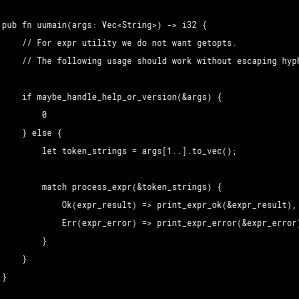 pub fn uumain(args: Vec<String>) -> i32 {
    // For expr utility we do not want getopts.
    // The following usage should work without escaping hyph
    if maybe_handle_help_or_version(&args) {
        0
    } else {
        let token_strings = args[1..].to_vec();
        match process_expr(&token_strings) {
            Ok(expr_result) => print_expr_ok(&expr_result),
            Err(expr_error) => print_expr_error(&expr_error)
        }
    }
}